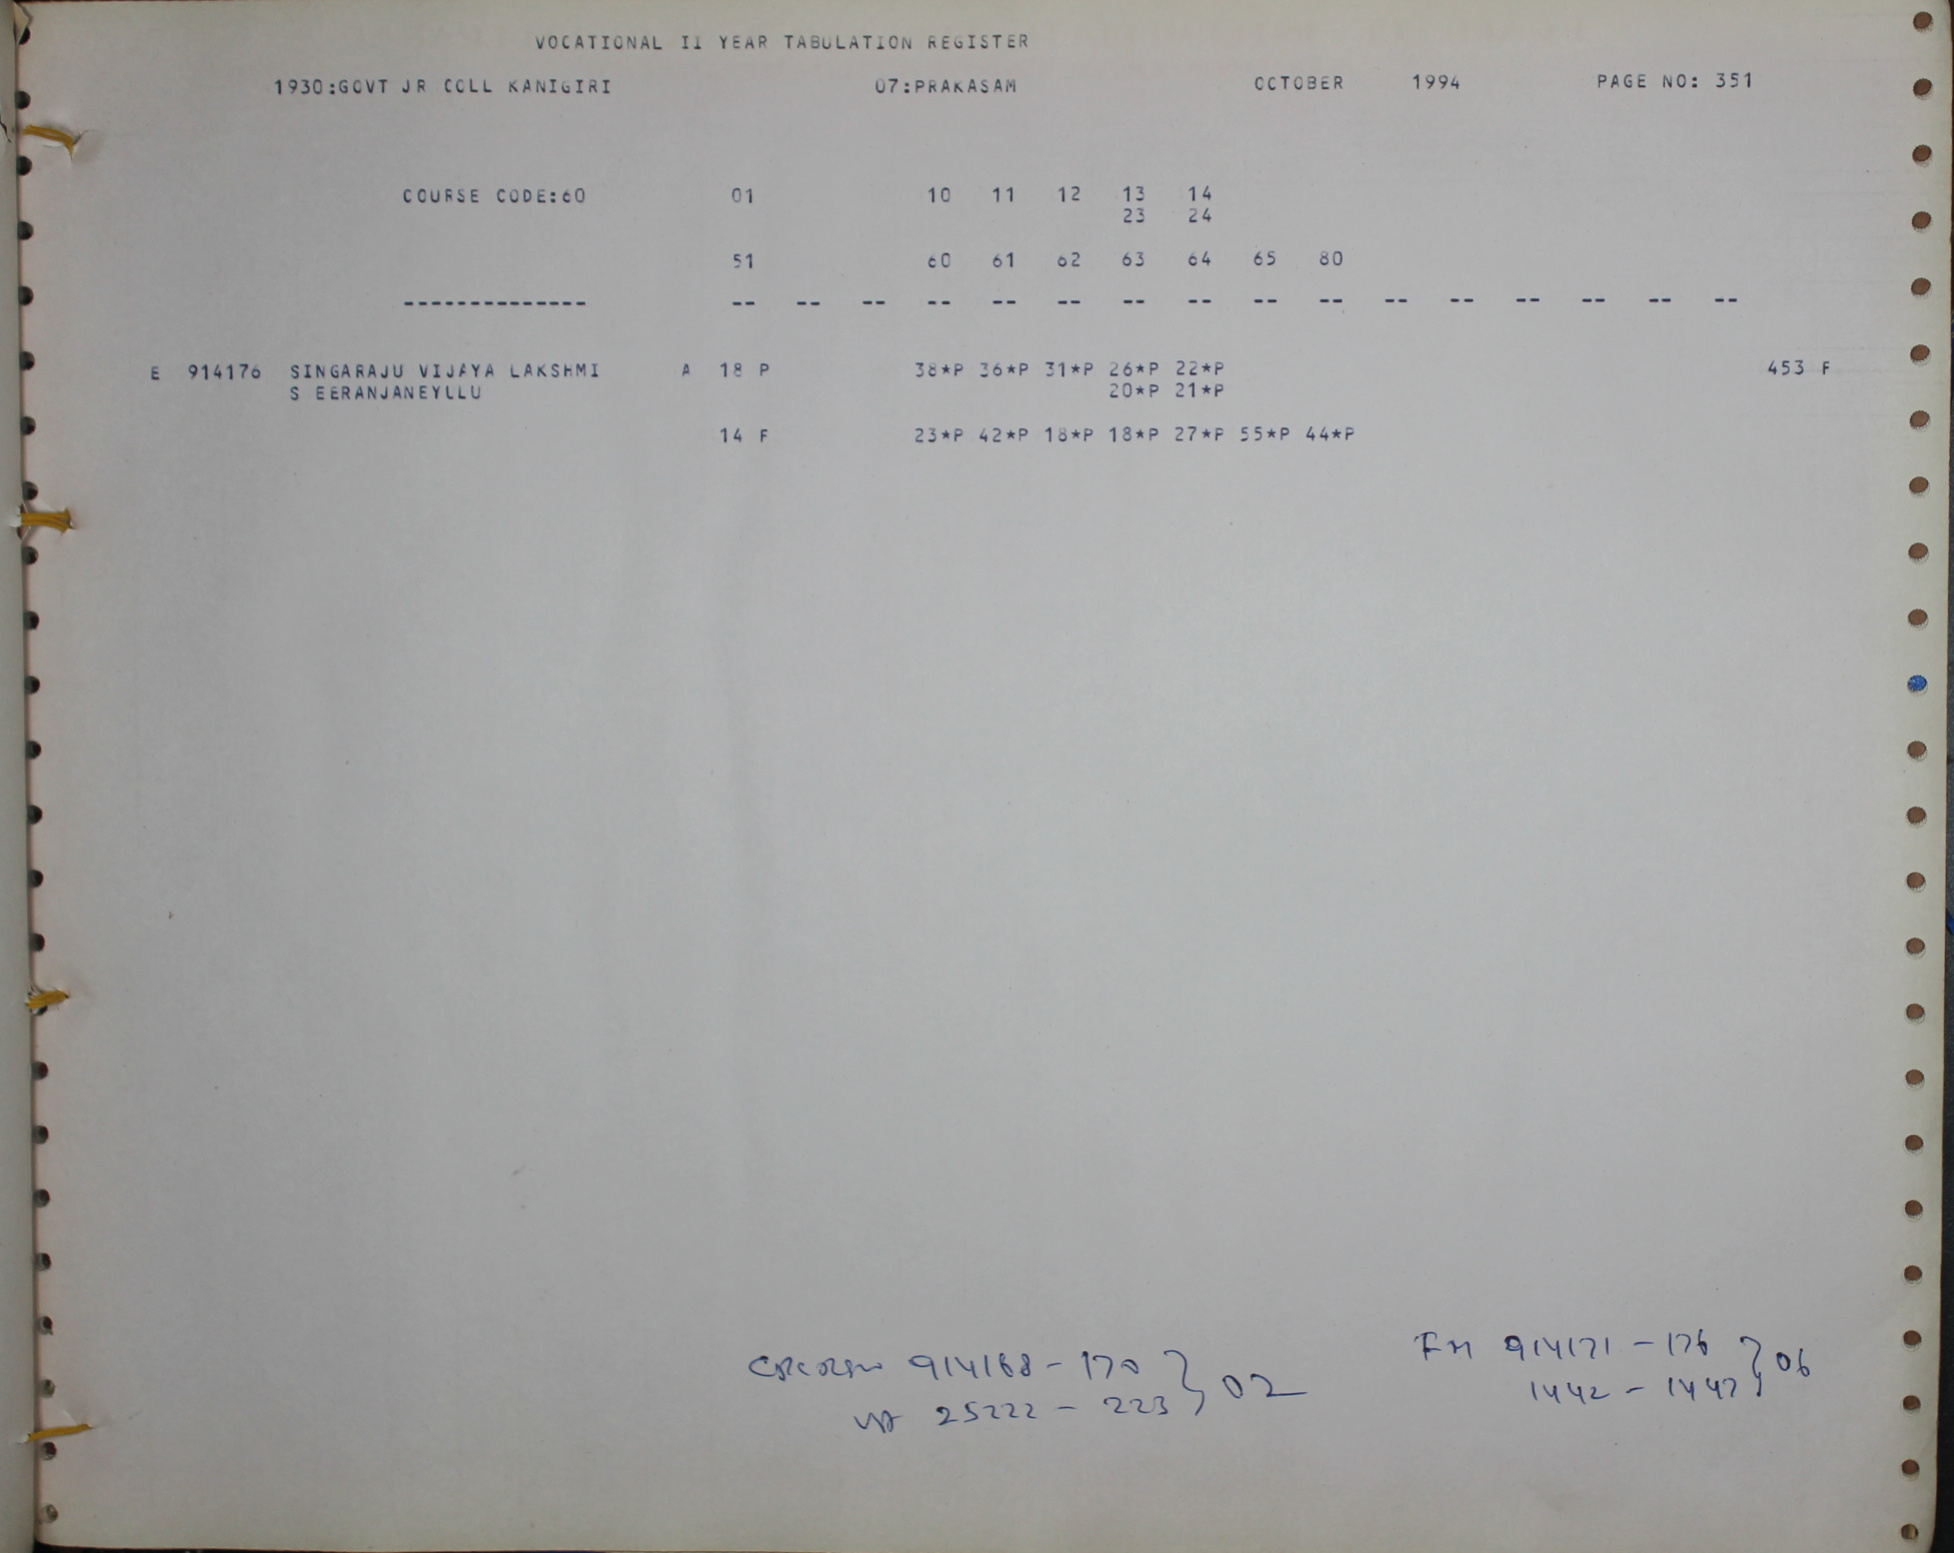 VOCATIONAL II YEAR TABULATION REGISTER
1930:GOVT JR COLL KANIGIRI 07:PRAKASAM OCTOBER 1994 PAGE NO: 351
COURSE CODE:60 01 10 11 12 13 14
23 24
51 60 61 62 63 64 65 80
-------------- -- -- -- -- -- -- -- -- -- -- -- -- -- -- -- --
E 914176 SINGARAJU VIJAYA LAKSHMI A 18 P 38*P 36*P 31*P 26*P 22*P 453 F
S EERANJANEYLLU 20*P 21*P
14 F 23*P 42*P 18*P 18*P 27*P 55*P 44*P
914168 - 170
25222 - 223 } 02
914171 - 176
1442 - 1447 } 06